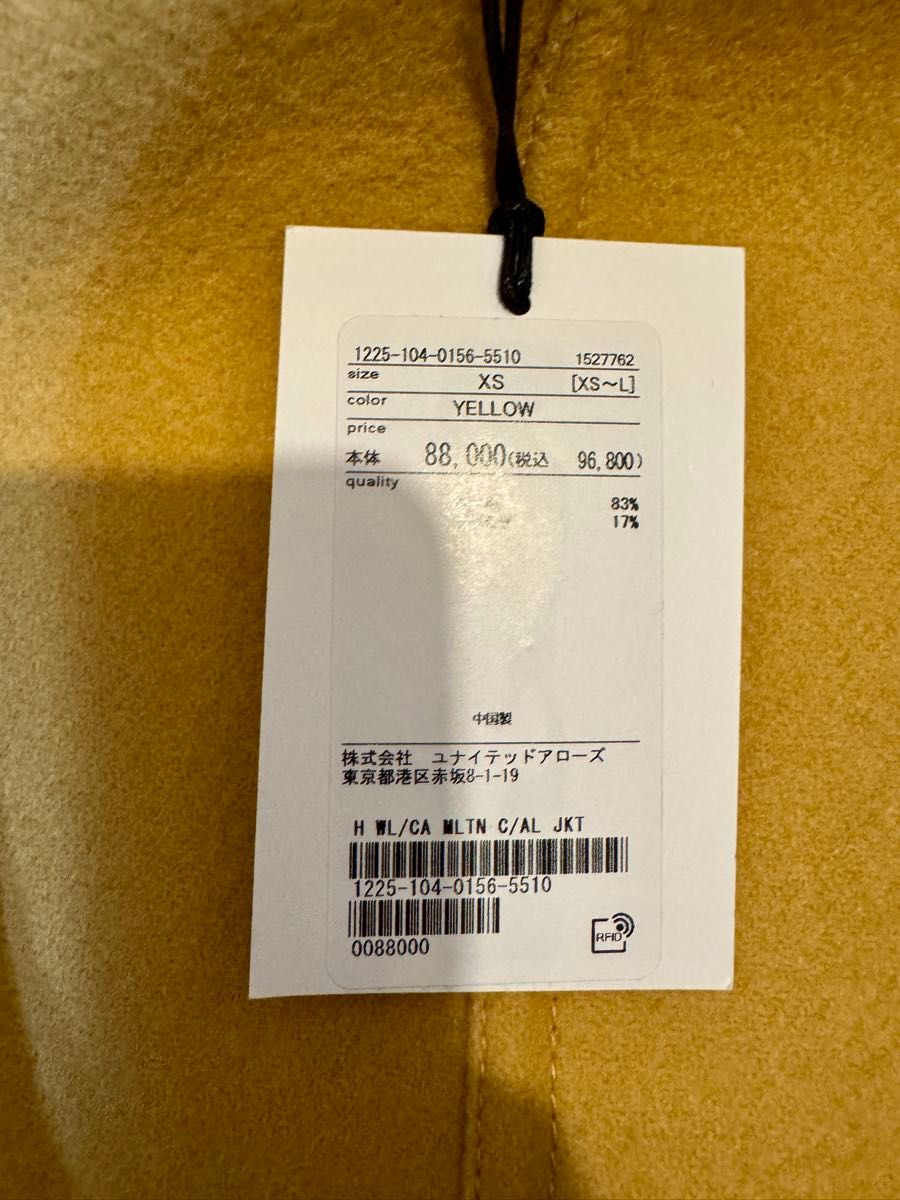 1225-104-0156-5510 1527762
size XS [XS～L]
color YELLOW
price
本体 88,000(税込 96,800)
quality
83%
17%
中国製
株式会社 ユナイテッドアローズ
東京都港区赤坂8-1-19
H WL/CA MLTN C/AL JKT
1225-104-0156-5510
0088000
RFID